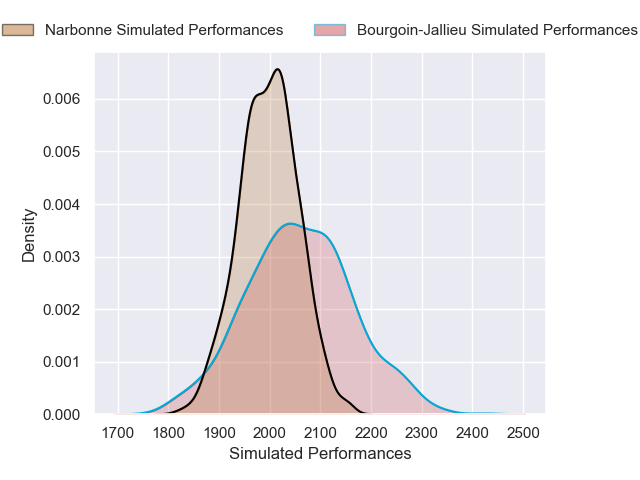 Narbonne Simulated Performances
Bourgoin-Jallieu Simulated Performances
Density
0.006
0.005
0.004
0.003
0.002
0.001
0.000
1700 1800 1900 2000 2100 2200 2300 2400 2500
Simulated Performances